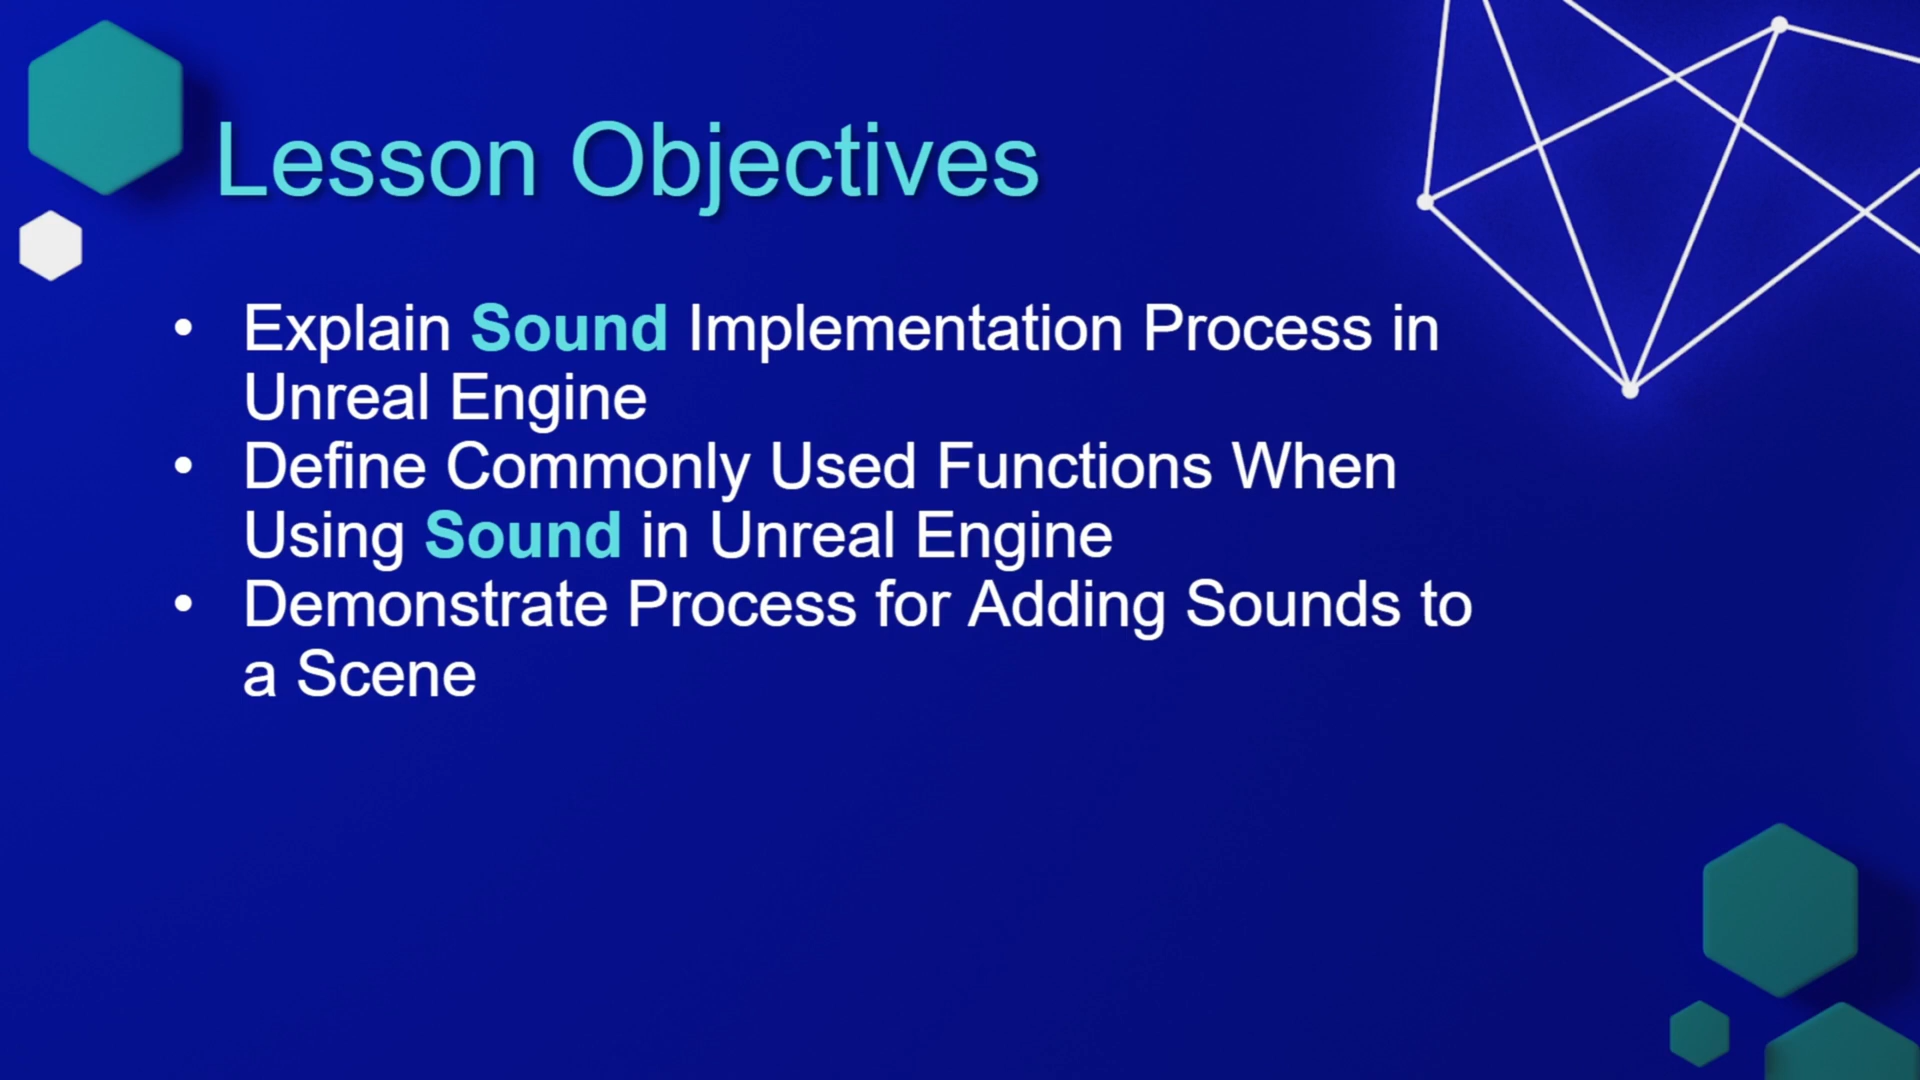 Lesson Objectives
• Explain Sound Implementation Process in
Unreal Engine
• Define Commonly Used Functions When
Using Sound in Unreal Engine
• Demonstrate Process for Adding Sounds to
a Scene